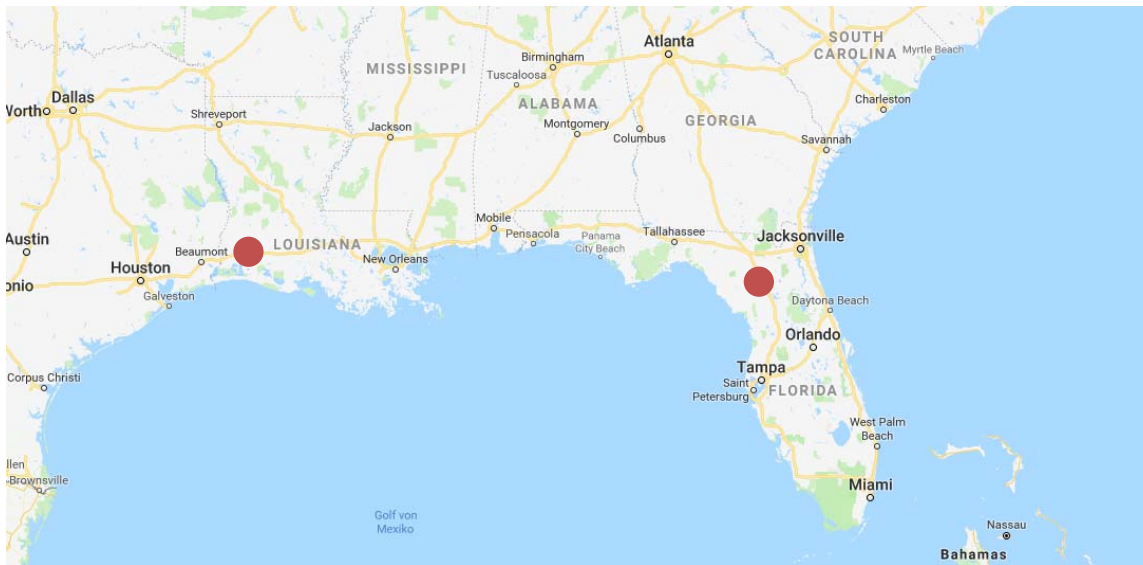 Atlanta
SOUTH
CAROLINA
Myrtle Beach
Birmingham
MISSISSIPPI
Tuscaloosa
Dallas
Worth
ALABAMA
Charleston
Shreveport
Jackson
Montgomery
Columbus
GEORGIA
Savannah
Mobile
Pensacola
Panama
City Beach
Tallahassee
Jacksonville
Austin
Beaumont
LOUISIANA
New Orleans
Houston
onio
Galveston
Daytona Beach
Orlando
Tampa
Saint
Petersburg
FLORIDA
Corpus Christi
West Palm
Beach
llen
Brownsville
Miami
Golf von
Mexiko
Nassau
Bahamas